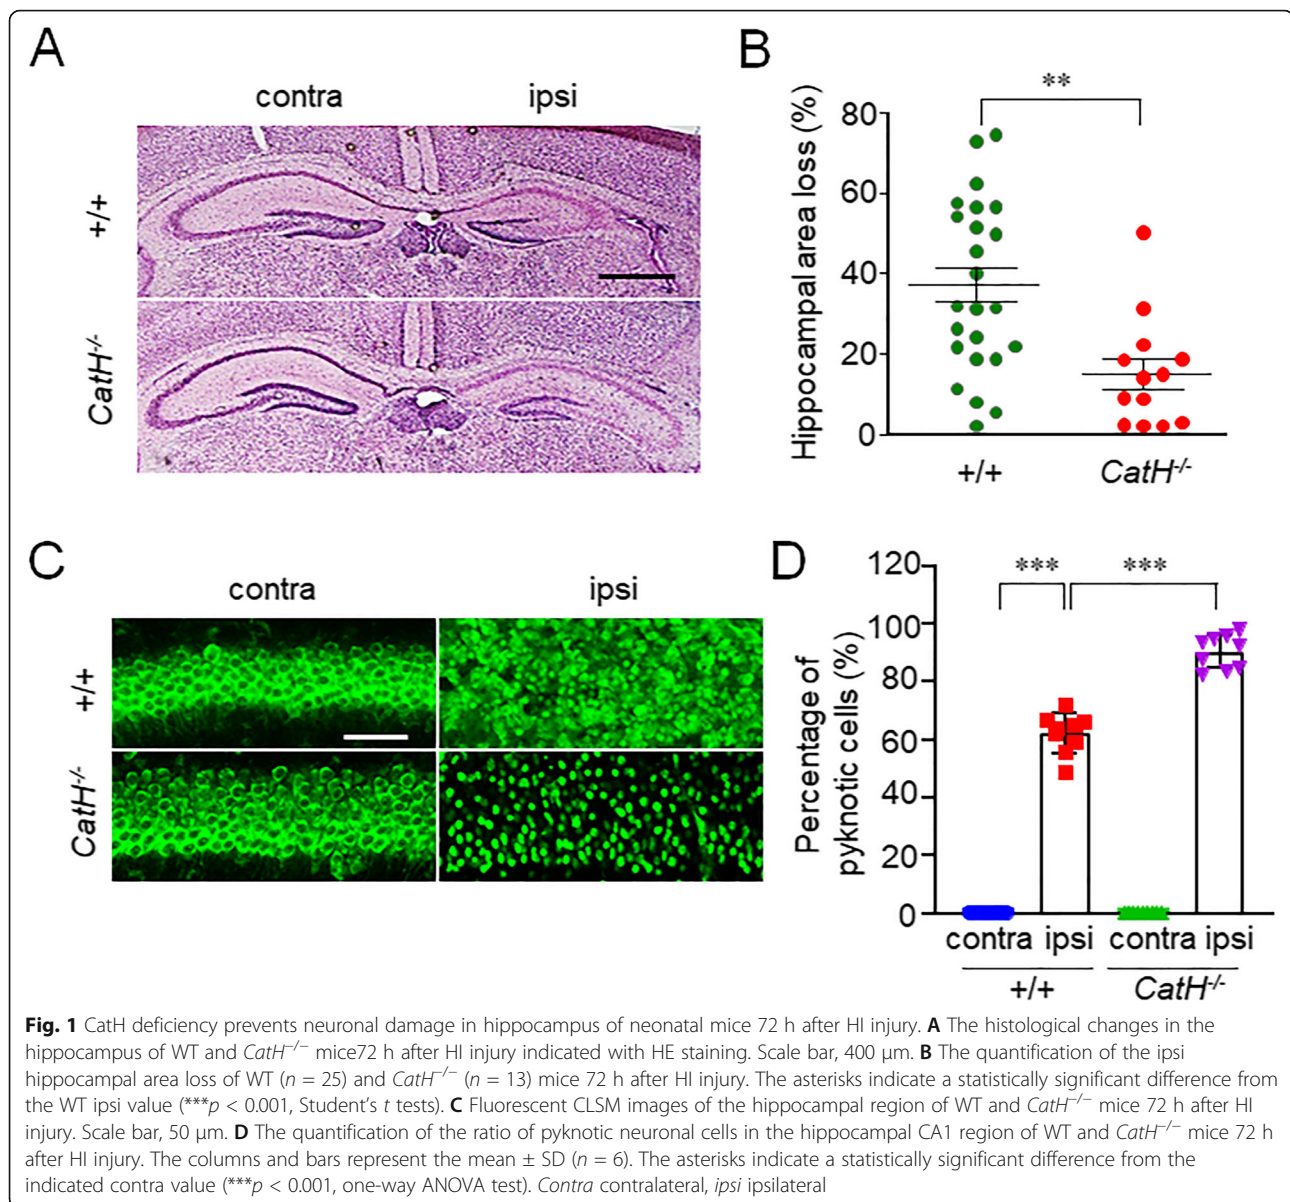 A
contra ipsi
+/+
CatH-/-
B
**
Hippocampal area loss (%)
80
60
40
20
0
+/+ CatH-/-
C
contra ipsi
+/+
CatH-/-
D
*** ***
Percentage of
pyknotic cells (%)
120
100
80
60
40
20
0
contra ipsi contra ipsi
+/+ CatH-/-
Fig. 1 CatH deficiency prevents neuronal damage in hippocampus of neonatal mice 72 h after HI injury. A The histological changes in the
hippocampus of WT and CatH−/− mice72 h after HI injury indicated with HE staining. Scale bar, 400 μm. B The quantification of the ipsi
hippocampal area loss of WT (n = 25) and CatH−/− (n = 13) mice 72 h after HI injury. The asterisks indicate a statistically significant difference from
the WT ipsi value (***p < 0.001, Student's t tests). C Fluorescent CLSM images of the hippocampal region of WT and CatH−/− mice 72 h after HI
injury. Scale bar, 50 μm. D The quantification of the ratio of pyknotic neuronal cells in the hippocampal CA1 region of WT and CatH−/− mice 72 h
after HI injury. The columns and bars represent the mean ± SD (n = 6). The asterisks indicate a statistically significant difference from the
indicated contra value (***p < 0.001, one-way ANOVA test). Contra contralateral, ipsi ipsilateral